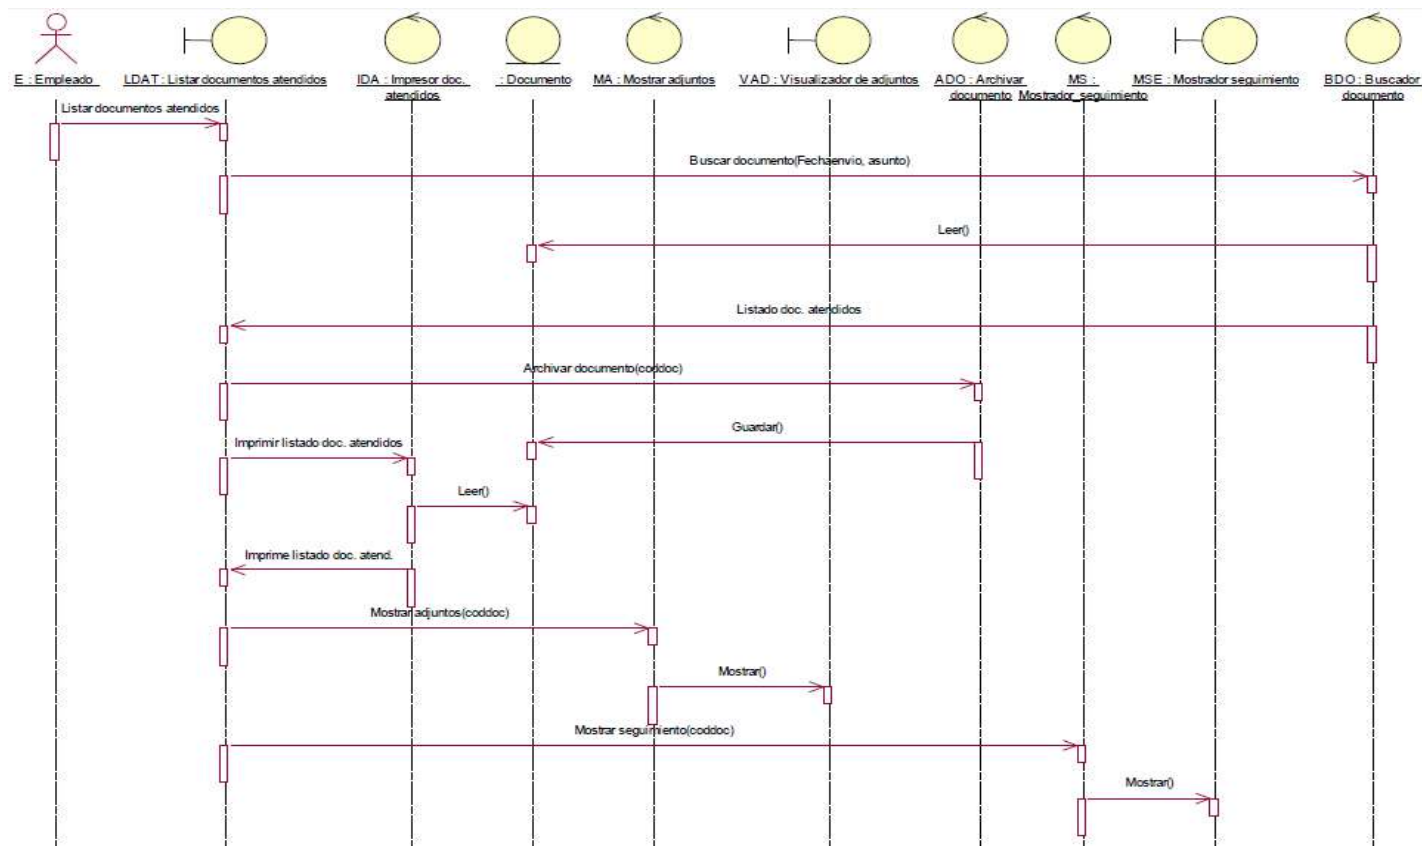 E : Empleado
LDAT : Listar documentos atendidos
IDA : Impresor doc.
atendidos
: Documento
MA : Mostrar adjuntos
VAD : Visualizador de adjuntos
ADO : Archivar
documento
MS :
Mostrador_seguimiento
MSE : Mostrador seguimiento
BDO : Buscador
documento
Listar documentos atendidos
Buscar documento(Fechaenvio, asunto)
Leer()
Listado doc. atendidos
Archivar documento(coddoc)
Guardar()
Imprimir listado doc. atendidos
Leer()
Imprime listado doc. atend.
Mostrar adjuntos(coddoc)
Mostrar()
Mostrar seguimiento(coddoc)
Mostrar()